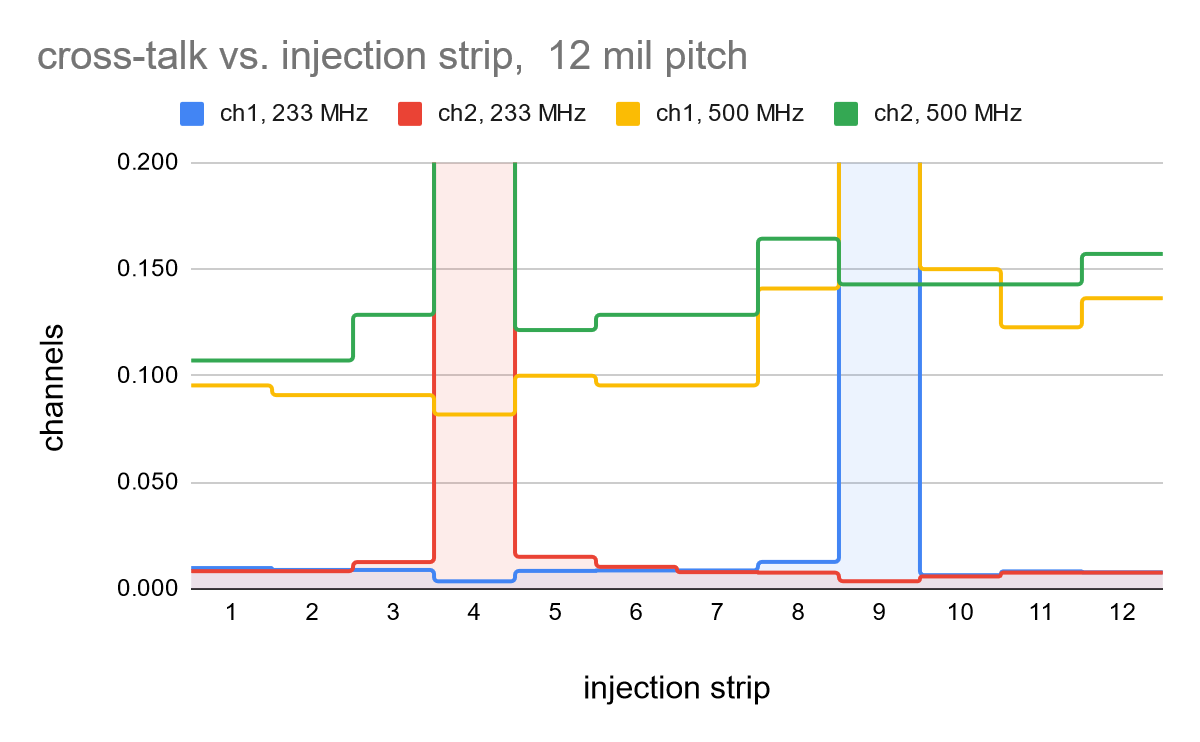 cross-talk vs. injection strip,  12 mil pitch
ch1, 233 MHz ch2, 233 MHz ch1, 500 MHz ch2, 500 MHz
0.200
0.150
0.100
0.050
0.000
channels
1 2 3 4 5 6 7 8 9 10 11 12
injection strip